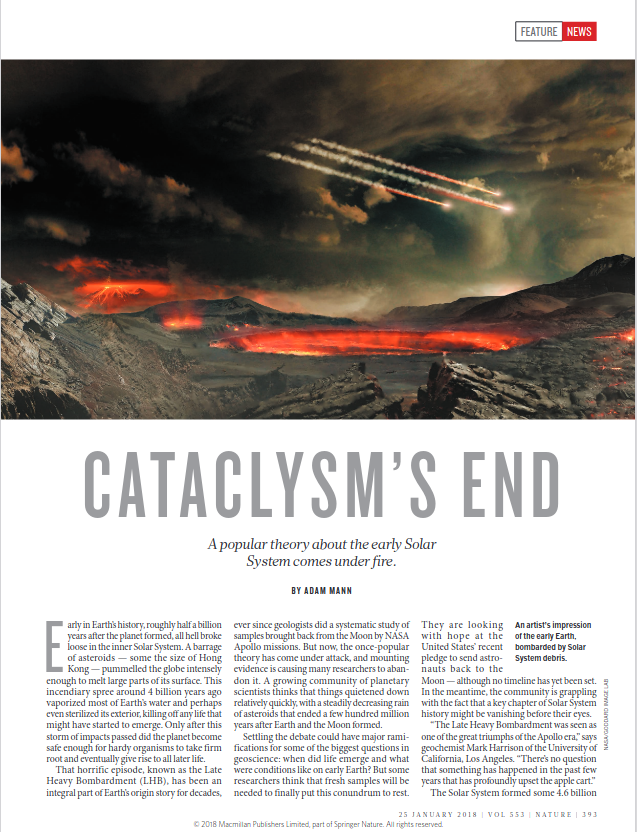 FEATURE NEWS
CATACLYSM'S END
A popular theory about the early Solar
System comes under fire.
BY ADAM MANN
Early in Earth's history, roughly half a billion
years after the planet formed, all hell broke
loose in the inner Solar System. A barrage
of asteroids — some the size of Hong
Kong — pummelled the globe intensely
enough to melt large parts of its surface. This
incendiary spree around 4 billion years ago
vaporized most of Earth's water and perhaps
even sterilized its exterior, killing off any life that
might have started to emerge. Only after this
storm of impacts passed did the planet become
safe enough for hardy organisms to take firm
root and eventually give rise to all later life.
That horrific episode, known as the Late
Heavy Bombardment (LHB), has been an
integral part of Earth's origin story for decades,
ever since geologists did a systematic study of
samples brought back from the Moon by NASA
Apollo missions. But now, the once-popular
theory has come under attack, and mounting
evidence is causing many researchers to aban-
don it. A growing community of planetary
scientists thinks that things quietened down
relatively quickly, with a steadily decreasing rain
of asteroids that ended a few hundred million
years after Earth and the Moon formed.
Settling the debate could have major rami-
fications for some of the biggest questions in
geoscience: when did life emerge and what
were conditions like on early Earth? But some
researchers think that fresh samples will be
needed to finally put this conundrum to rest.
They are looking
with hope at the
United States' recent
pledge to send astro-
nauts back to the
Moon — although no timeline has yet been set.
In the meantime, the community is grappling
with the fact that a key chapter of Solar System
history might be vanishing before their eyes.
"The Late Heavy Bombardment was seen as
one of the great triumphs of the Apollo era," says
geochemist Mark Harrison of the University of
California, Los Angeles. "There's no question
that something has happened in the past few
years that has profoundly upset the apple cart."
The Solar System formed some 4.6 billion
An artist's impression
of the early Earth,
bombarded by Solar
System debris.
NASA/GODDARD IMAGE LAB
25 JANUARY 2018 | VOL 553 | NATURE | 393
© 2018 Macmillan Publishers Limited, part of Springer Nature. All rights reserved.